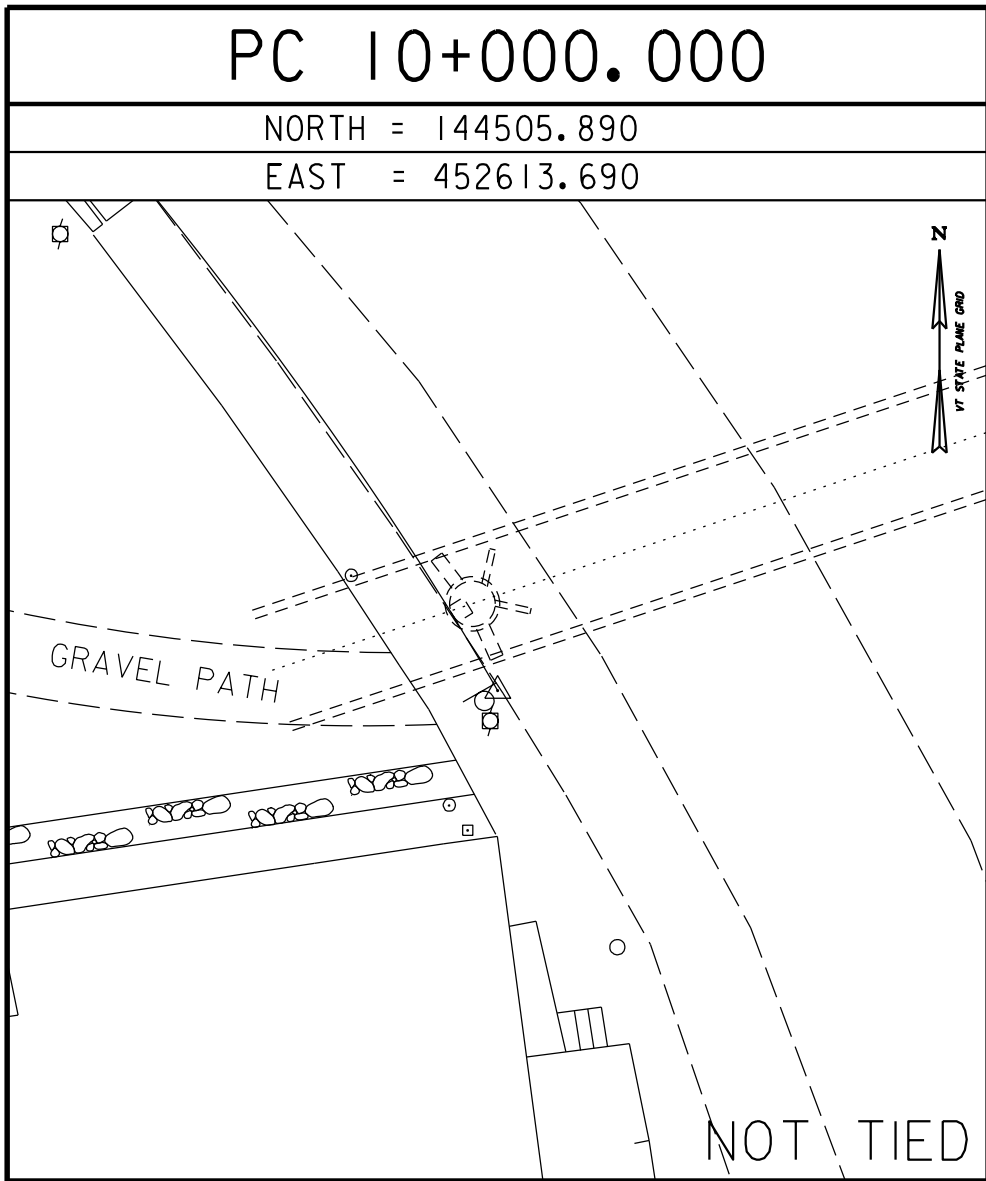 PC 10+000.000
NORTH = 144505.890
EAST = 452613.690
N
VT STATE PLANE GRID
GRAVEL PATH
NOT TIED